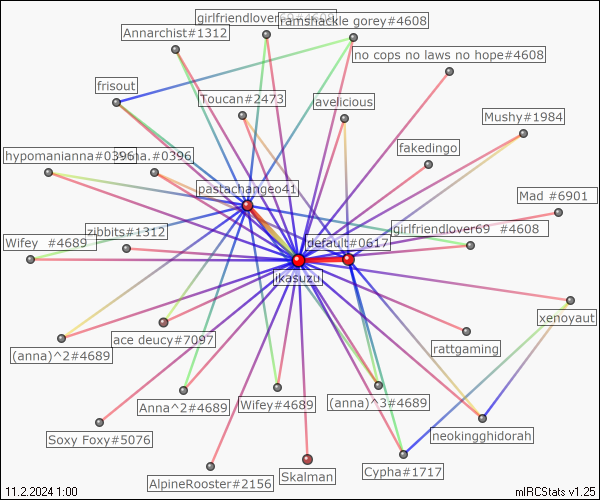 girlfriendlover69#4608
ramshackle gorey#4608
Annarchist#1312
no cops no laws no hope#4608
frisout
Toucan#2473
avelicious
Mushy#1984
fakedingo
hypomanianna#0396
na.#0396
pastachangeo41
Mad #6901
girlfriendlover69 #4608
zibbits#1312
Wifey #4689
default#0617
ikasuzu
xenoyaut
ace deucy#7097
rattgaming
(anna)^2#4689
Anna^2#4689
Wifey#4689
(anna)^3#4689
neokingghidorah
Soxy Foxy#5076
AlpineRooster#2156
Skalman
Cypha#1717
11.2.2024 1:00
mIRCStats v1.25